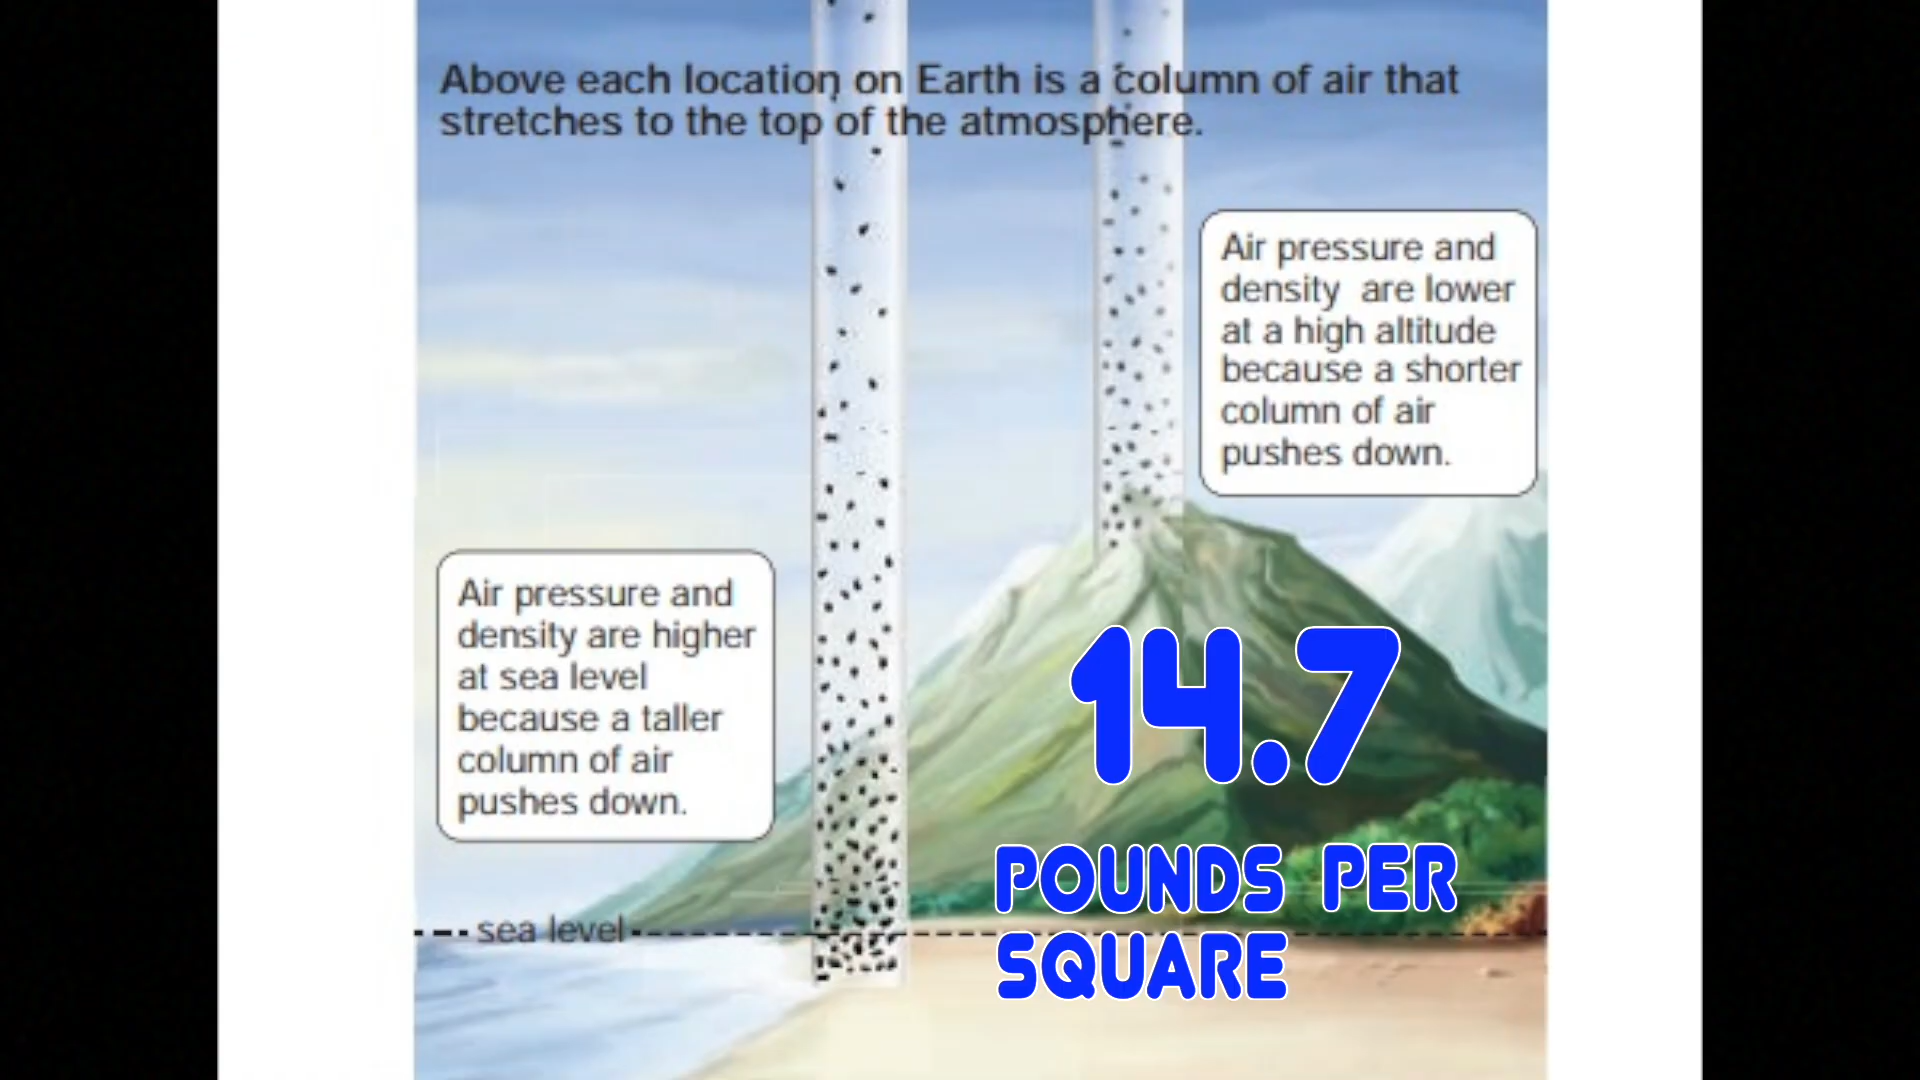 Above each location on Earth is a column of air that
stretches to the top of the atmosphere.
Air pressure and
density are lower
at a high altitude
because a shorter
column of air
pushes down.
Air pressure and
density are higher
at sea level
because a taller
column of air
pushes down.
sea level
14.7
POUNDS PER
SQUARE